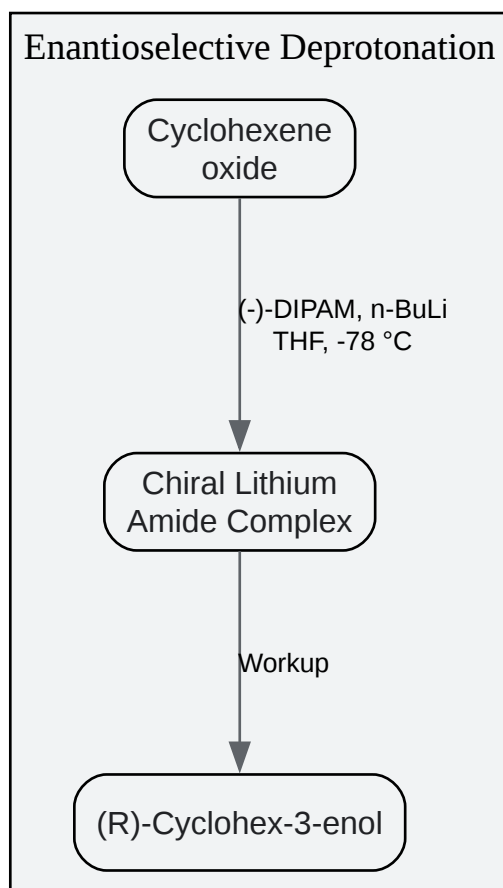 Enantioselective Deprotonation
Cyclohexene
oxide
(-)-DIPAM, n-BuLi
THF, -78 °C
Chiral Lithium
Amide Complex
Workup
(R)-Cyclohex-3-enol